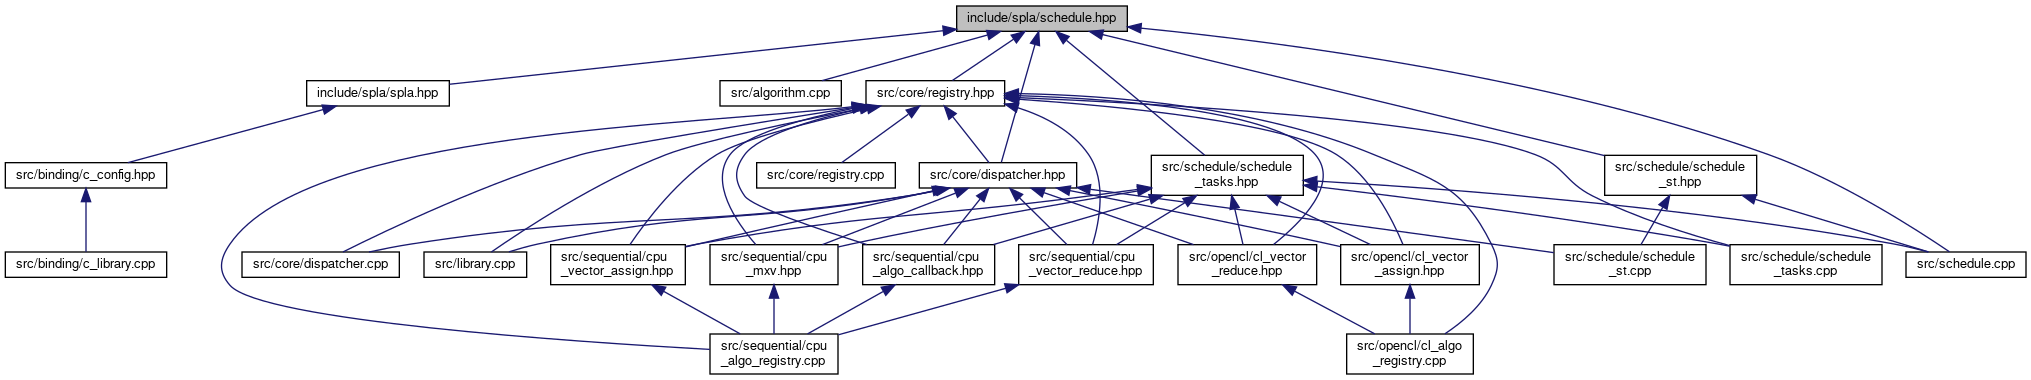 include/spla/schedule.hpp
include/spla/spla.hpp
src/algorithm.cpp
src/core/registry.hpp
src/binding/c_config.hpp
src/core/registry.cpp
src/core/dispatcher.hpp
src/schedule/schedule
_tasks.hpp
src/schedule/schedule
_st.hpp
src/binding/c_library.cpp
src/core/dispatcher.cpp
src/library.cpp
src/sequential/cpu
_vector_assign.hpp
src/sequential/cpu
_mxv.hpp
src/sequential/cpu
_algo_callback.hpp
src/sequential/cpu
_vector_reduce.hpp
src/opencl/cl_vector
_reduce.hpp
src/opencl/cl_vector
_assign.hpp
src/schedule/schedule
_st.cpp
src/schedule/schedule
_tasks.cpp
src/schedule.cpp
src/sequential/cpu
_algo_registry.cpp
src/opencl/cl_algo
_registry.cpp